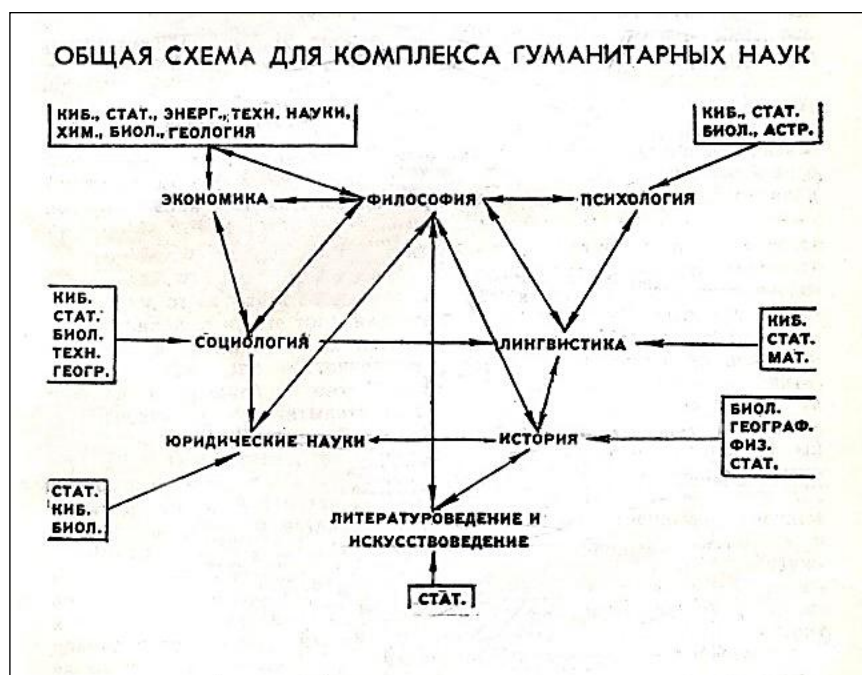 ОБЩАЯ СХЕМА ДЛЯ КОМПЛЕКСА ГУМАНИТАРНЫХ НАУК
КИБ., СТАТ., ЭНЕРГ., ТЕХН. НАУКИ,
ХИМ., БИОЛ., ГЕОЛОГИЯ
КИБ., СТАТ.
БИОЛ., АСТР.
ЭКОНОМИКА
ФИЛОСОФИЯ
ПСИХОЛОГИЯ
КИБ.
СТАТ.
БИОЛ.
ТЕХН.
ГЕОГР.
СОЦИОЛОГИЯ
ЛИНГВИСТИКА
КИБ.
СТАТ.
МАТ.
ЮРИДИЧЕСКИЕ НАУКИ
ИСТОРИЯ
БИОЛ.
ГЕОГРАФ.
ФИЗ.
СТАТ.
СТАТ.
КИБ.
БИОЛ.
ЛИТЕРАТУРОВЕДЕНИЕ И
ИСКУССТВОВЕДЕНИЕ
СТАТ.